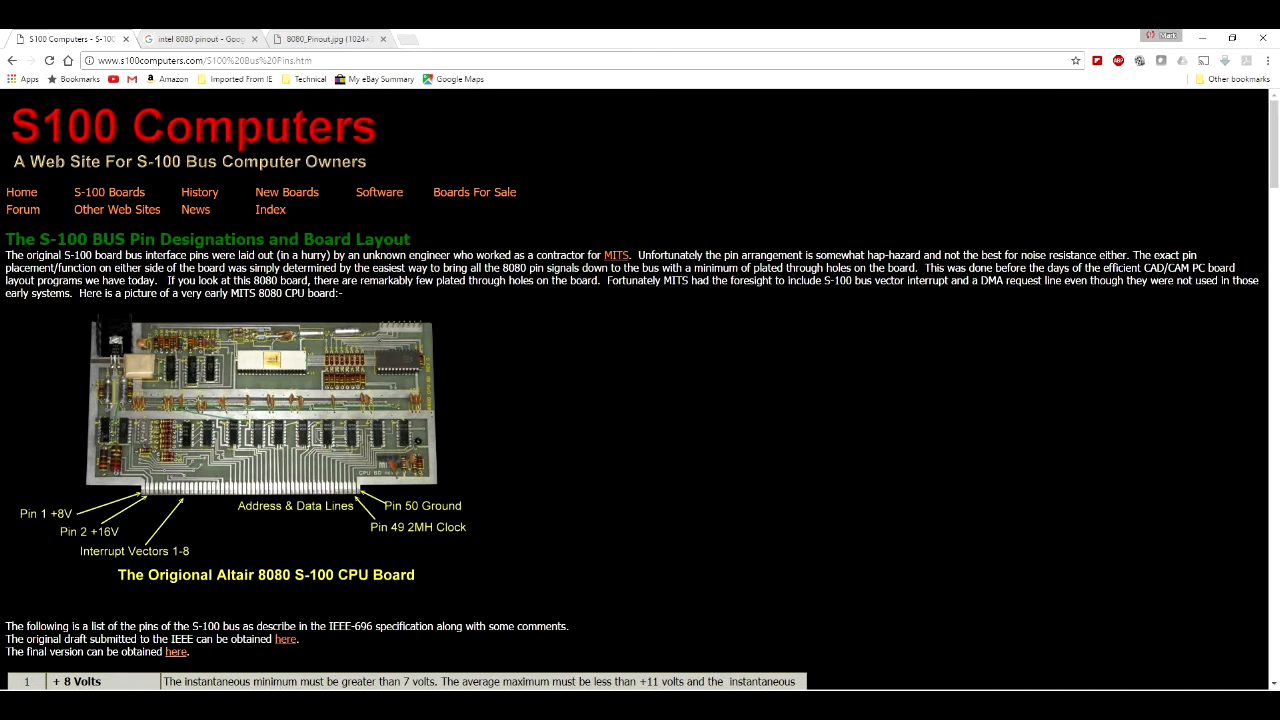 S100 Computers - S-100
intel 8080 pinout - Goog
8080_Pinout.jpg (1024×
Mark
www.s100computers.com/S100%20Bus%20Pins.htm
Apps
Bookmarks
Amazon
Imported From IE
Technical
My eBay Summary
Google Maps
Other bookmarks
S100 Computers
A Web Site For S-100 Bus Computer Owners
Home S-100 Boards History New Boards Software Boards For Sale
Forum Other Web Sites News Index
The S-100 BUS Pin Designations and Board Layout
The original S-100 board bus interface pins were laid out (in a hurry) by an unknown engineer who worked as a contractor for MITS. Unfortunately the pin arrangement is somewhat hap-hazard and not the best for noise resistance either. The exact pin
placement/function on either side of the board was simply determined by the easiest way to bring all the 8080 pin signals down to the bus with a minimum of plated through holes on the board. This was done before the days of the efficient CAD/CAM PC board
layout programs we have today. If you look at this 8080 board, there are remarkably few plated through holes on the board. Fortunately MITS had the foresight to include S-100 bus vector interrupt and a DMA request line even though they were not used in those
early systems. Here is a picture of a very early MITS 8080 CPU board:-
Pin 1 +8V
Pin 2 +16V
Interrupt Vectors 1-8
Address & Data Lines
Pin 50 Ground
Pin 49 2MH Clock
The Origional Altair 8080 S-100 CPU Board
The following is a list of the pins of the S-100 bus as describe in the IEEE-696 specification along with some comments.
The original draft submitted to the IEEE can be obtained here.
The final version can be obtained here.
1 + 8 Volts The instantaneous minimum must be greater than 7 volts. The average maximum must be less than +11 volts and the instantaneous